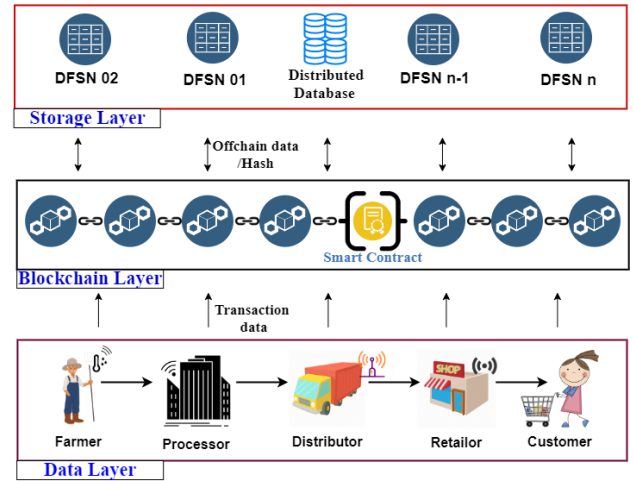 DFSN 02
DFSN 01
Distributed
Database
DFSN n-1
DFSN n
Storage Layer
Offchain data
/Hash
Smart Contract
Blockchain Layer
Transaction
data
SHOP
Farmer
Processor
Distributor
Retailor
Customer
Data Layer